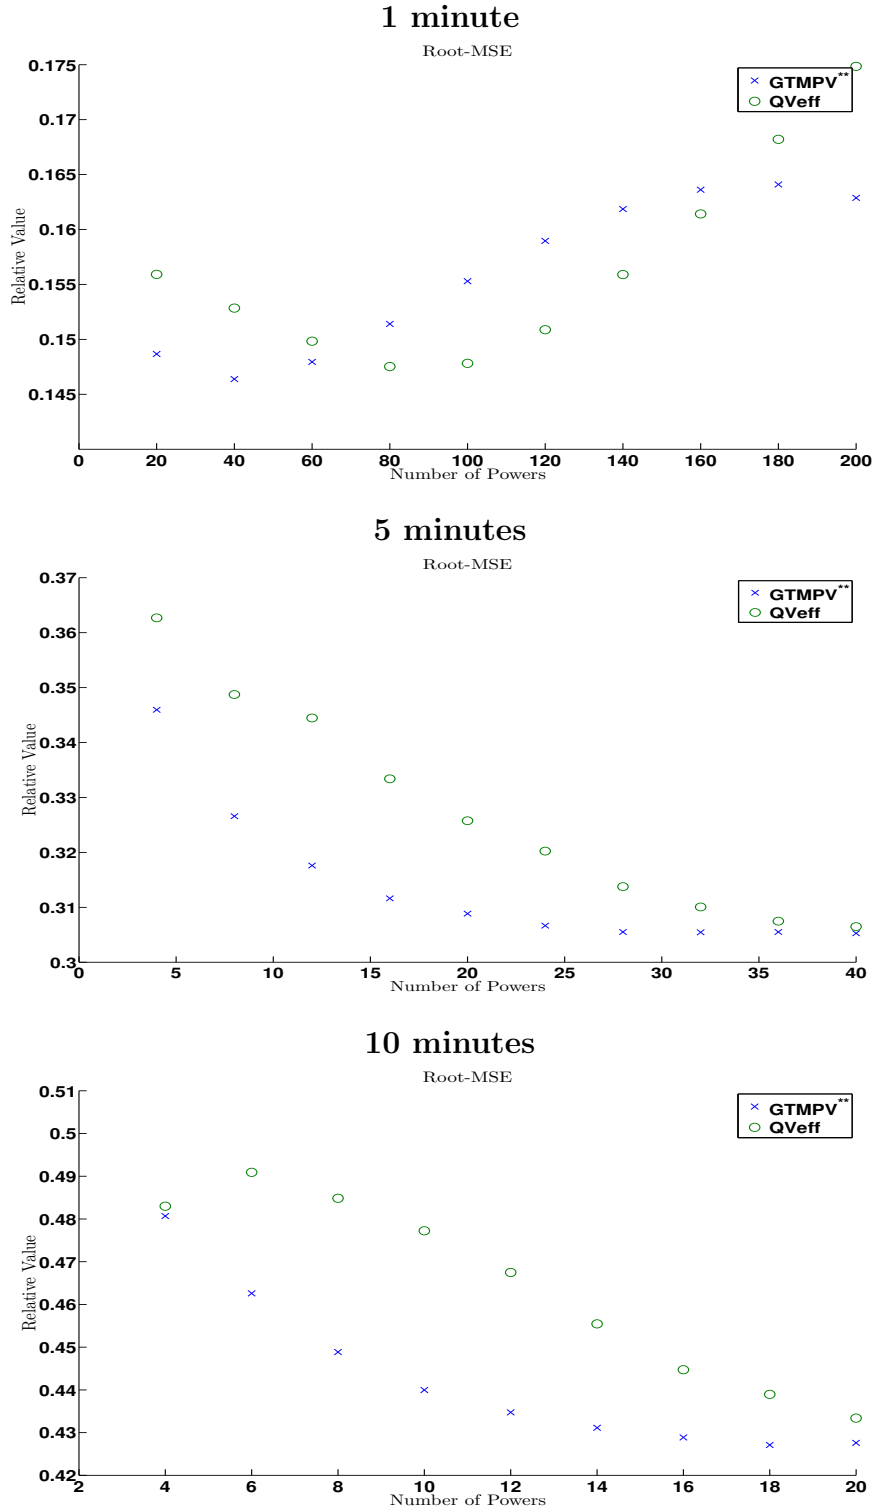 1 minute
Root-MSE
0.175
0.17
0.165
0.16
0.155
0.15
0.145
Relative Value
GTMPV**
QVeff
0 20 40 60 80 100 120 140 160 180 200
Number of Powers
5 minutes
Root-MSE
0.37
0.36
0.35
0.34
0.33
0.32
0.31
0.3
Relative Value
GTMPV**
QVeff
0 5 10 15 20 25 30 35 40
Number of Powers
10 minutes
Root-MSE
0.51
0.5
0.49
0.48
0.47
0.46
0.45
0.44
0.43
0.42
Relative Value
GTMPV**
QVeff
2 4 6 8 10 12 14 16 18 20
Number of Powers